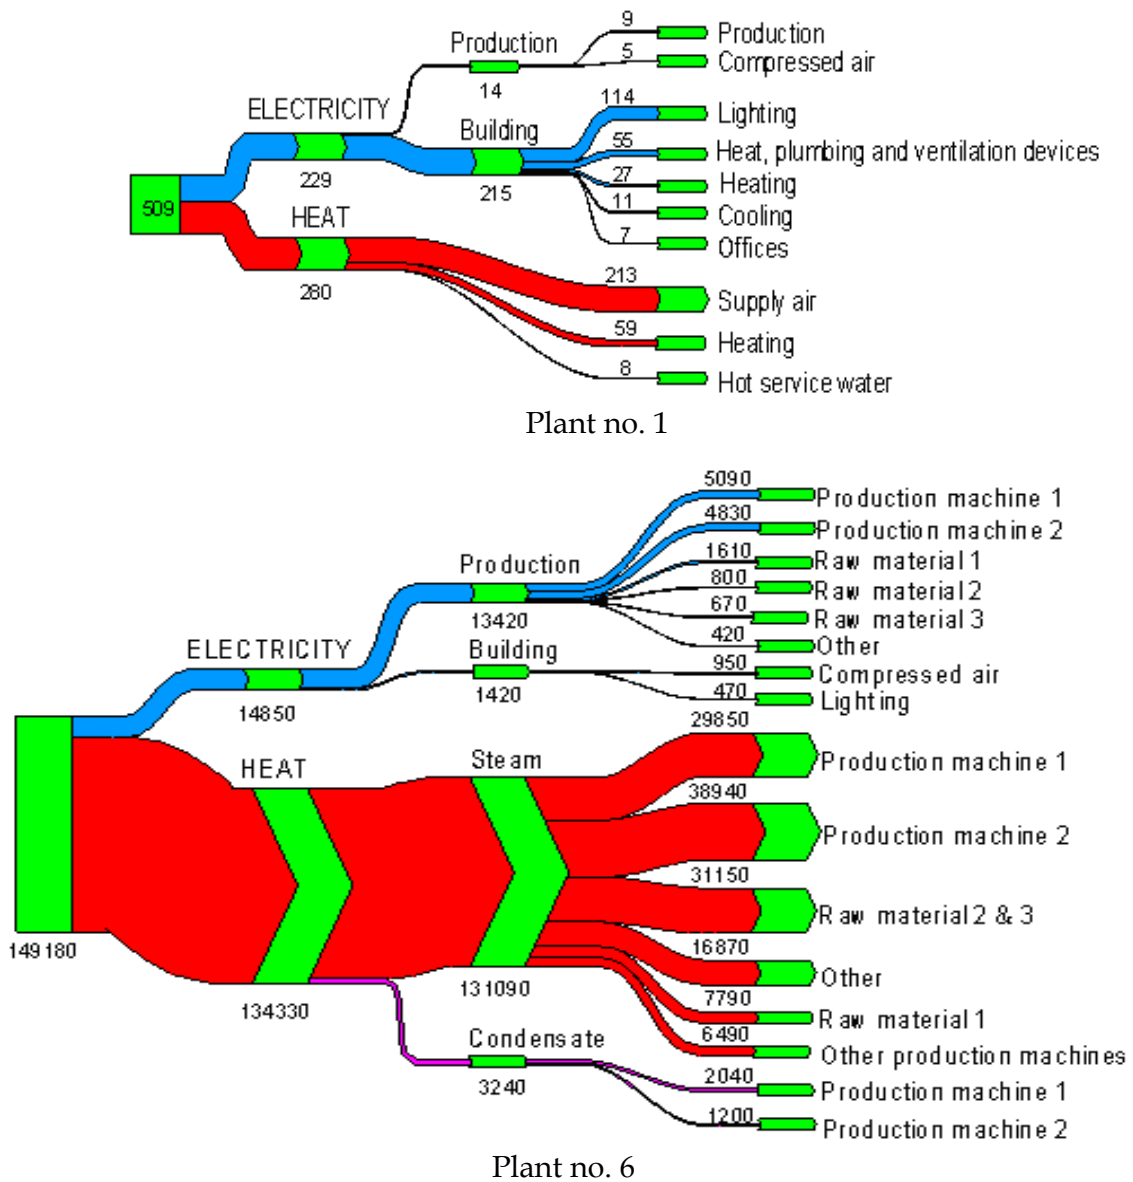 9 Production
Production
5 Compressed air
14
ELECTRICITY
114 Lighting
Building
55 Heat, plumbing and ventilation devices
229
215
27 Heating
509
11 Cooling
HEAT
7 Offices
280
213 Supply air
59 Heating
8 Hot service water
Plant no. 1
5090 Production machine 1
4830 Production machine 2
Production
1610 Raw material 1
800 Raw material 2
13420
670 Raw material 3
ELECTRICITY
Building
420 Other
950 Compressed air
1420
14850
470 Lighting
29850
HEAT
Steam
Production machine 1
38940
Production machine 2
31150
Raw material 2 & 3
149180
16870
Other
134330
131090
7790
Raw material 1
6490
Condensate
Other production machines
2040
3240
Production machine 1
1200
Production machine 2
Plant no. 6